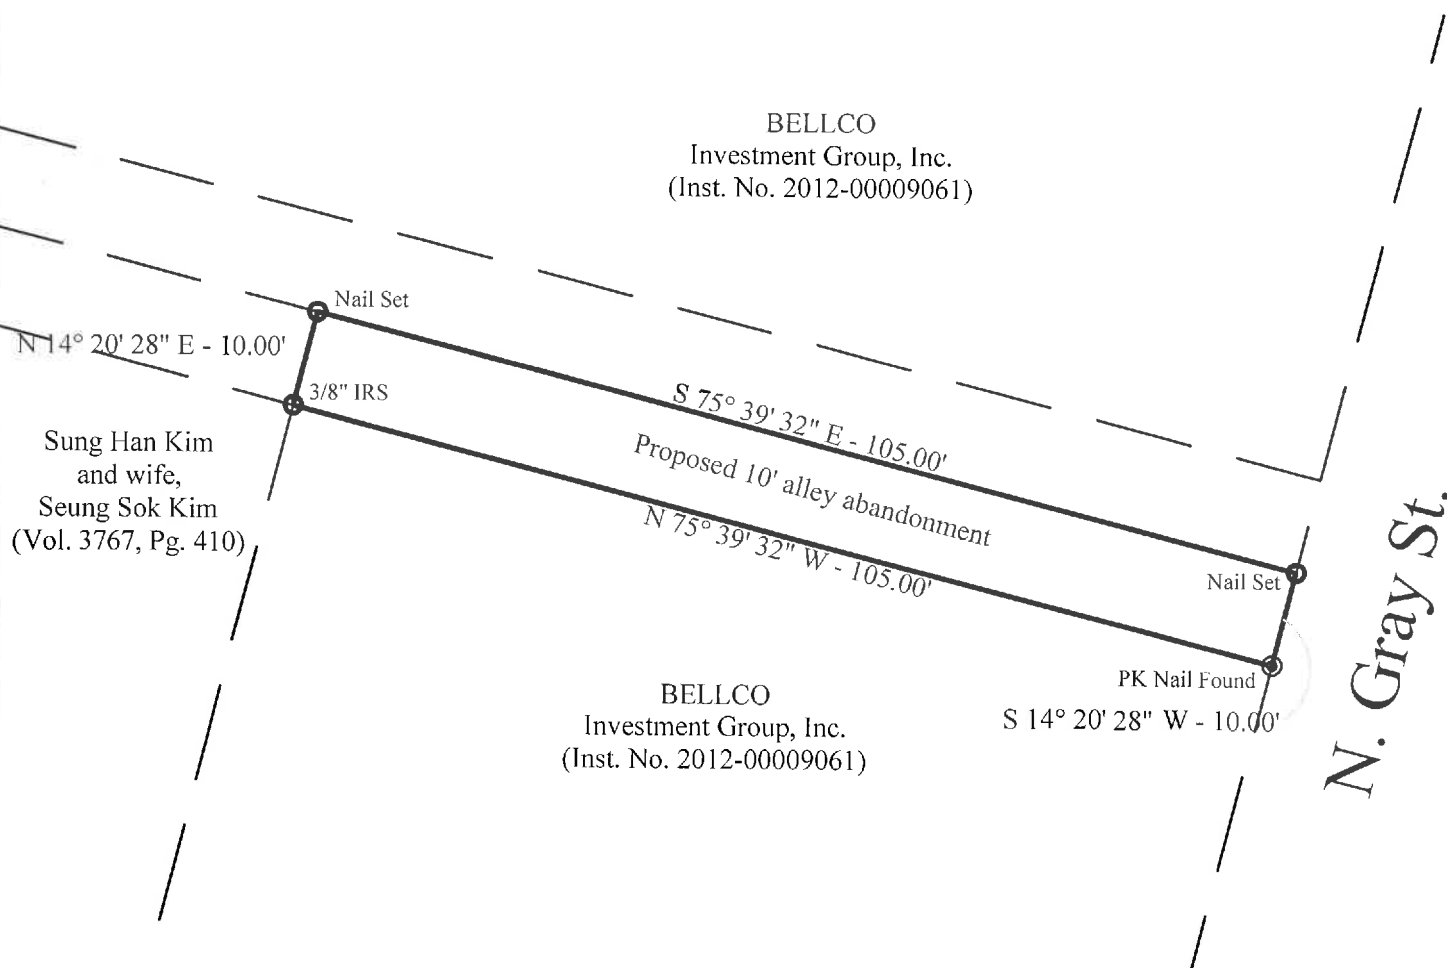 BELLCO
Investment Group, Inc.
(Inst. No. 2012-00009061)
Nail Set
N 14° 20' 28" E - 10.00'
3/8" IRS
S 75° 39' 32" E - 105.00'
Proposed 10' alley abandonment
N 75° 39' 32" W - 105.00'
Sung Han Kim
and wife,
Seung Sok Kim
(Vol. 3767, Pg. 410)
Nail Set
PK Nail Found
S 14° 20' 28" W - 10.00'
N. Gray St.
BELLCO
Investment Group, Inc.
(Inst. No. 2012-00009061)